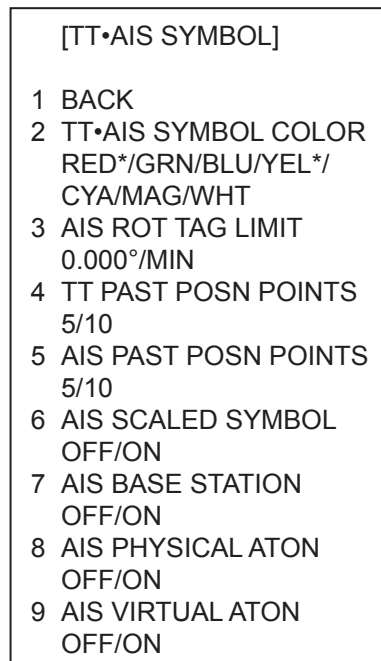 [TT•AIS SYMBOL]
1 BACK
2 TT•AIS SYMBOL COLOR
RED*/GRN/BLU/YEL*/
CYA/MAG/WHT
3 AIS ROT TAG LIMIT
0.000°/MIN
4 TT PAST POSN POINTS
5/10
5 AIS PAST POSN POINTS
5/10
6 AIS SCALED SYMBOL
OFF/ON
7 AIS BASE STATION
OFF/ON
8 AIS PHYSICAL ATON
OFF/ON
9 AIS VIRTUAL ATON
OFF/ON